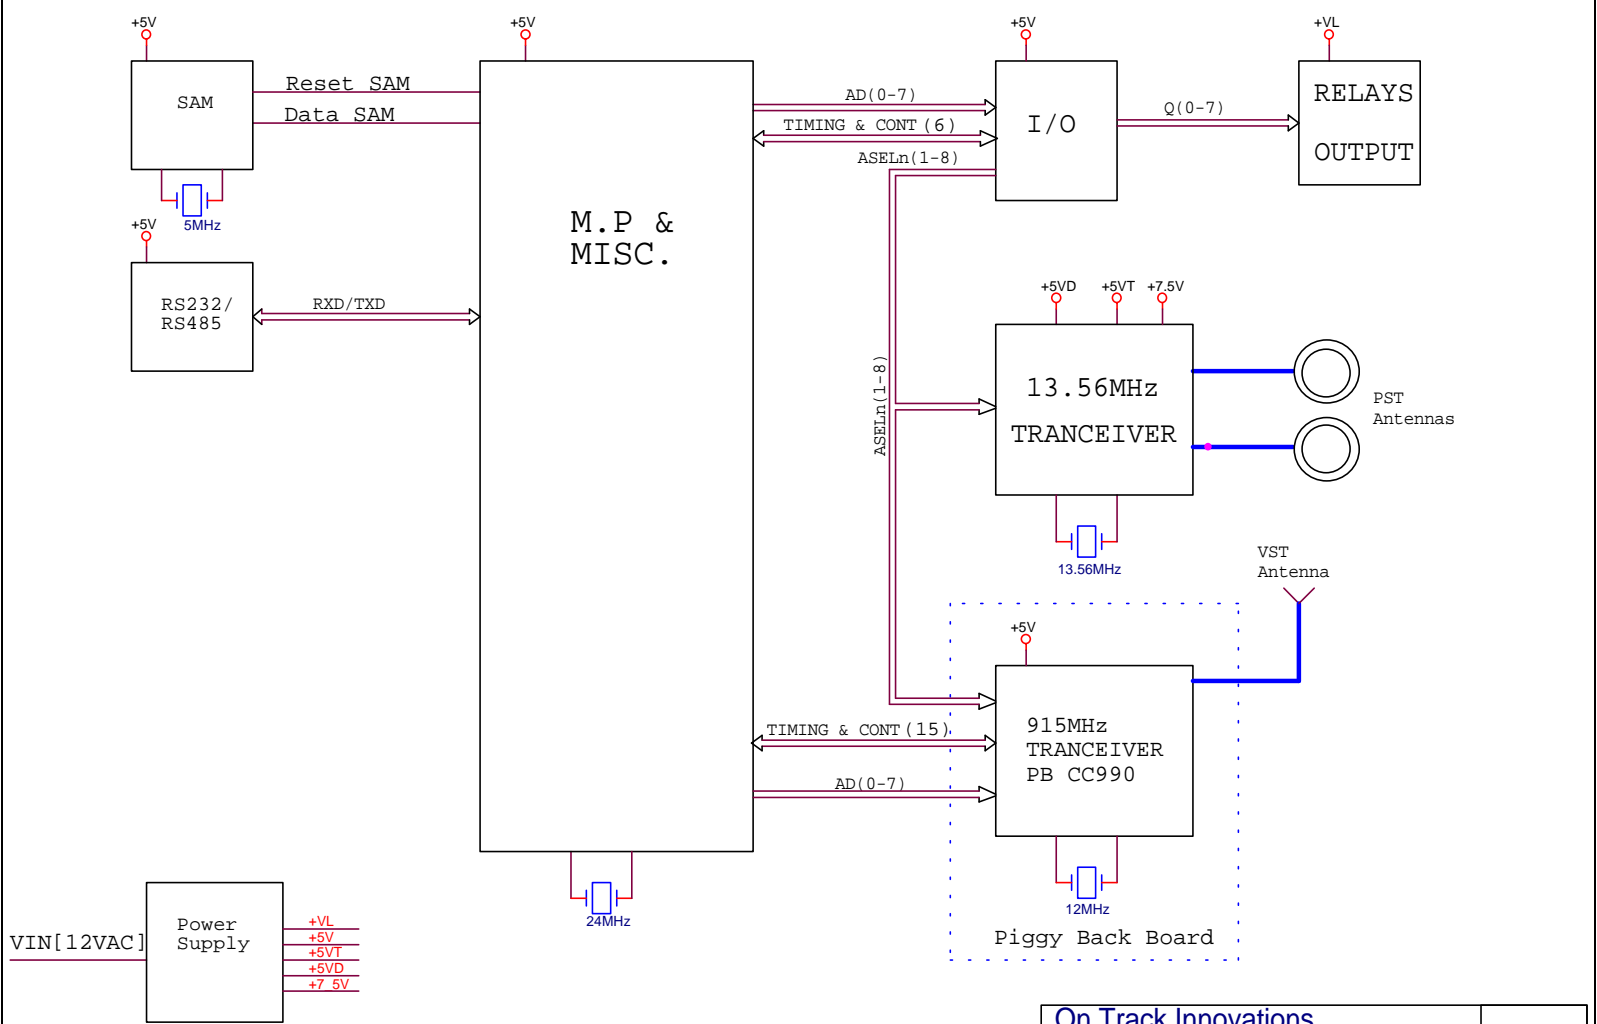 +5V
+5V
+5V
+VL
SAM
Reset SAM
Data SAM
5MHz
+5V
RS232/
RS485
RXD/TXD
M.P &
MISC.
24MHz
AD(0-7)
TIMING & CONT(6)
ASELn(1-8)
I/O
Q(0-7)
RELAYS
OUTPUT
ASELn(1-8)
+5VD
+5VT
+7.5V
13.56MHz
TRANCEIVER
PST
Antennas
13.56MHz
VST
Antenna
+5V
915MHz
TRANCEIVER
PB CC990
TIMING & CONT(15)
AD(0-7)
12MHz
Piggy Back Board
VIN[12VAC]
Power
Supply
+VL
+5V
+5VT
+5VD
+7_5V
On Track Innovations